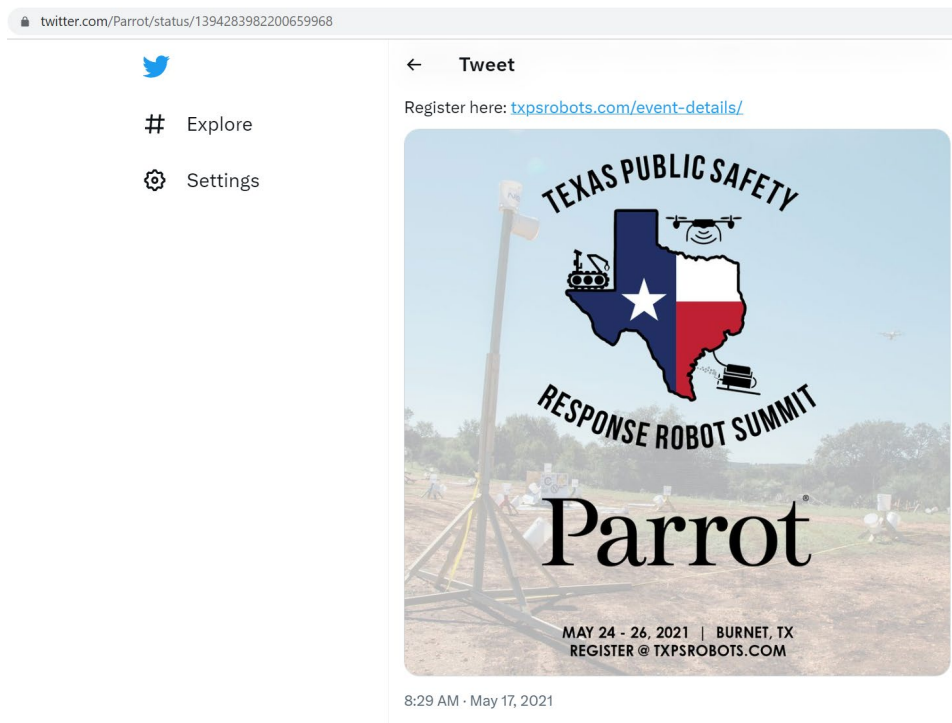 twitter.com/Parrot/status/1394283982200659968
Tweet
Explore
Settings
Register here: txpsrobots.com/event-details/
TEXAS PUBLIC SAFETY
RESPONSE ROBOT SUMMIT
Parrot®
MAY 24 - 26, 2021 | BURNET, TX
REGISTER @ TXPSROBOTS.COM
8:29 AM · May 17, 2021